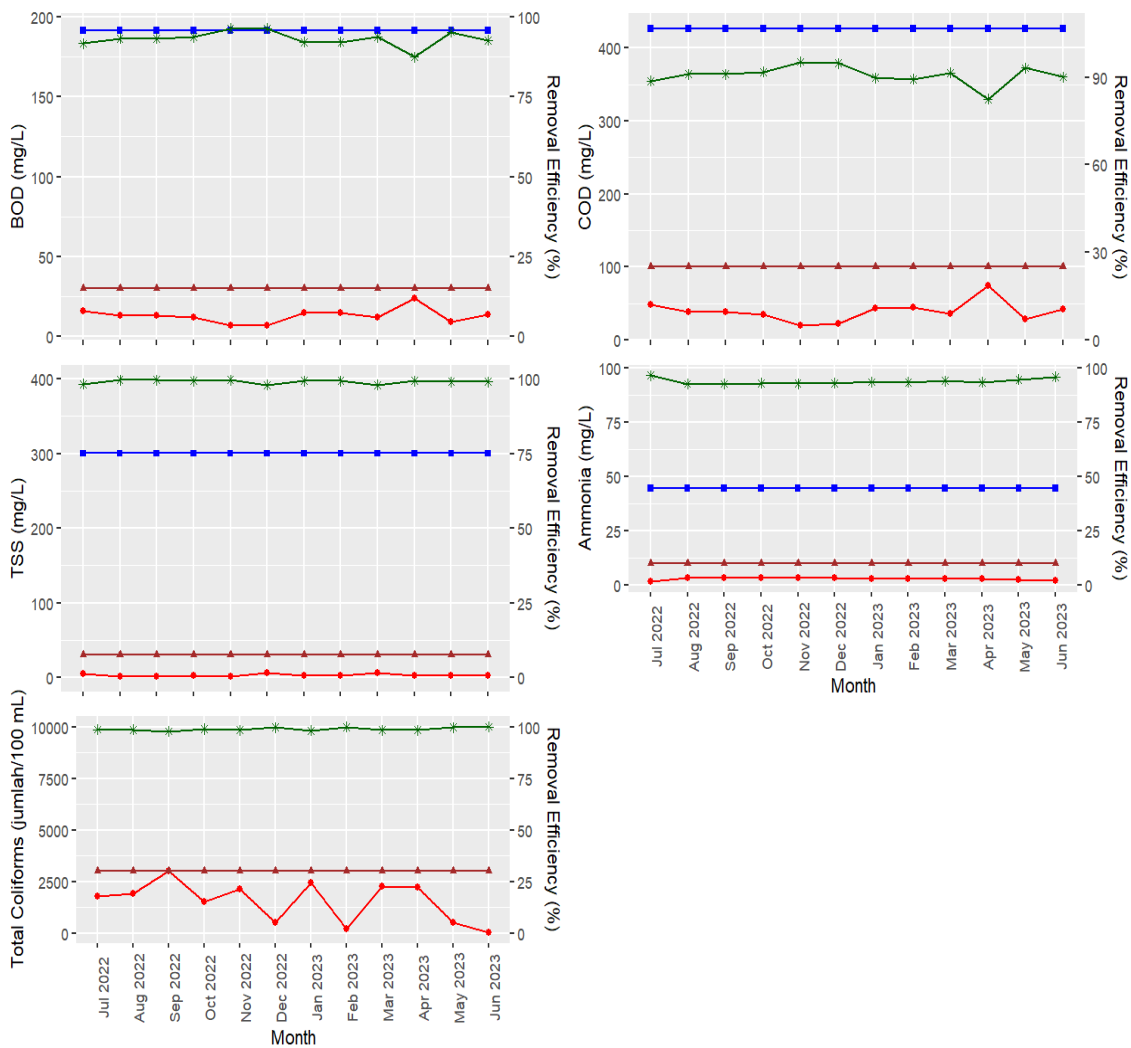 BOD (mg/L)
200
150
100
50
0
100
75
50
25
0
Removal Efficiency (%)
COD (mg/L)
400
300
200
100
0
90
60
30
0
Removal Efficiency (%)
TSS (mg/L)
400
300
200
100
0
100
75
50
25
0
Removal Efficiency (%)
Ammonia (mg/L)
100
75
50
25
0
100
75
50
25
0
Removal Efficiency (%)
Jul 2022
Aug 2022
Sep 2022
Oct 2022
Nov 2022
Dec 2022
Jan 2023
Feb 2023
Mar 2023
Apr 2023
May 2023
Jun 2023
Month
Total Coliforms (jumlah/100 mL)
10000
7500
5000
2500
0
100
75
50
25
0
Removal Efficiency (%)
Jul 2022
Aug 2022
Sep 2022
Oct 2022
Nov 2022
Dec 2022
Jan 2023
Feb 2023
Mar 2023
Apr 2023
May 2023
Jun 2023
Month